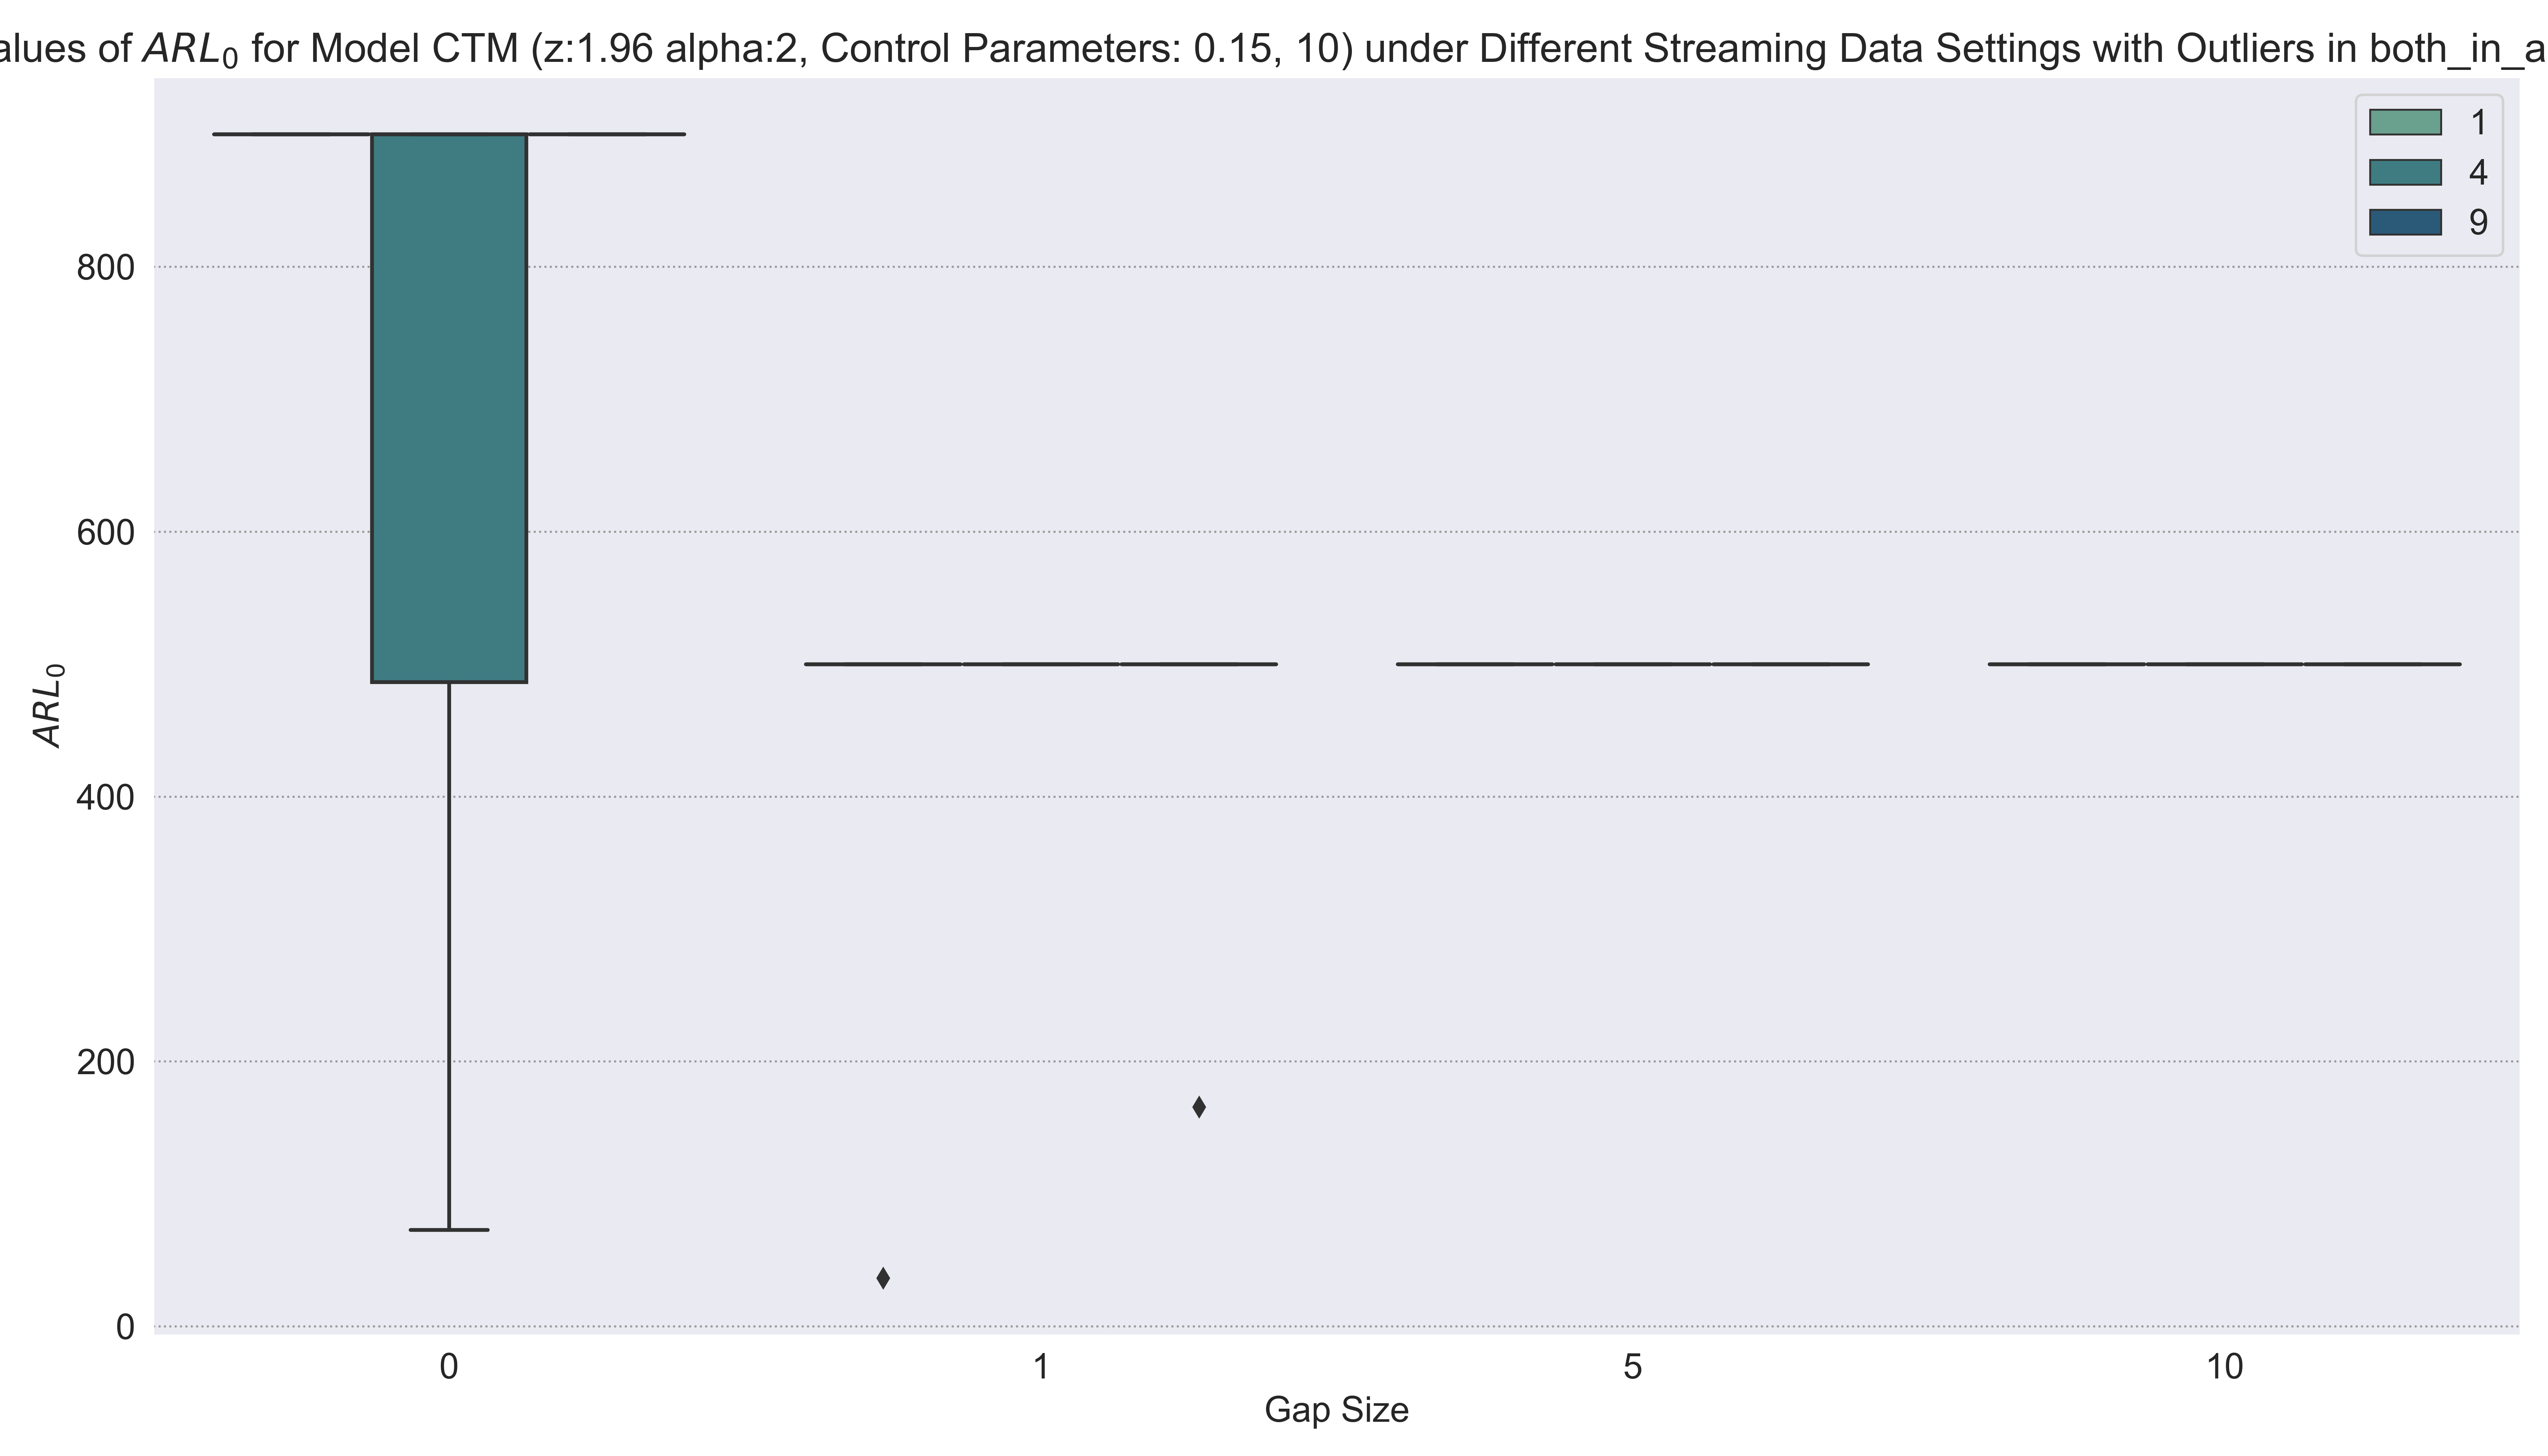 alues of ARL₀ for Model CTM (z:1.96 alpha:2, Control Parameters: 0.15, 10) under Different Streaming Data Settings with Outliers in both_in_a
1
4
9
800
600
400
200
0
ARL₀
0 1 5 10
Gap Size